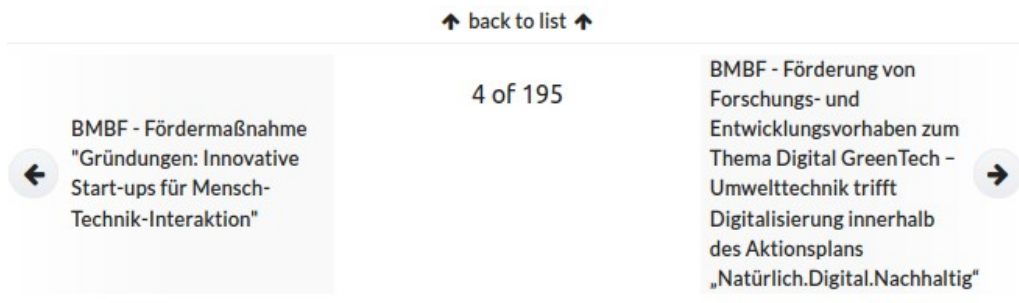 back to list
BMBF - Fördermaßnahme
"Gründungen: Innovative
Start-ups für Mensch-
Technik-Interaktion"
4 of 195
BMBF - Förderung von
Forschungs- und
Entwicklungsvorhaben zum
Thema Digital GreenTech –
Umwelttechnik trifft
Digitalisierung innerhalb
des Aktionsplans
„Natürlich.Digital.Nachhaltig“